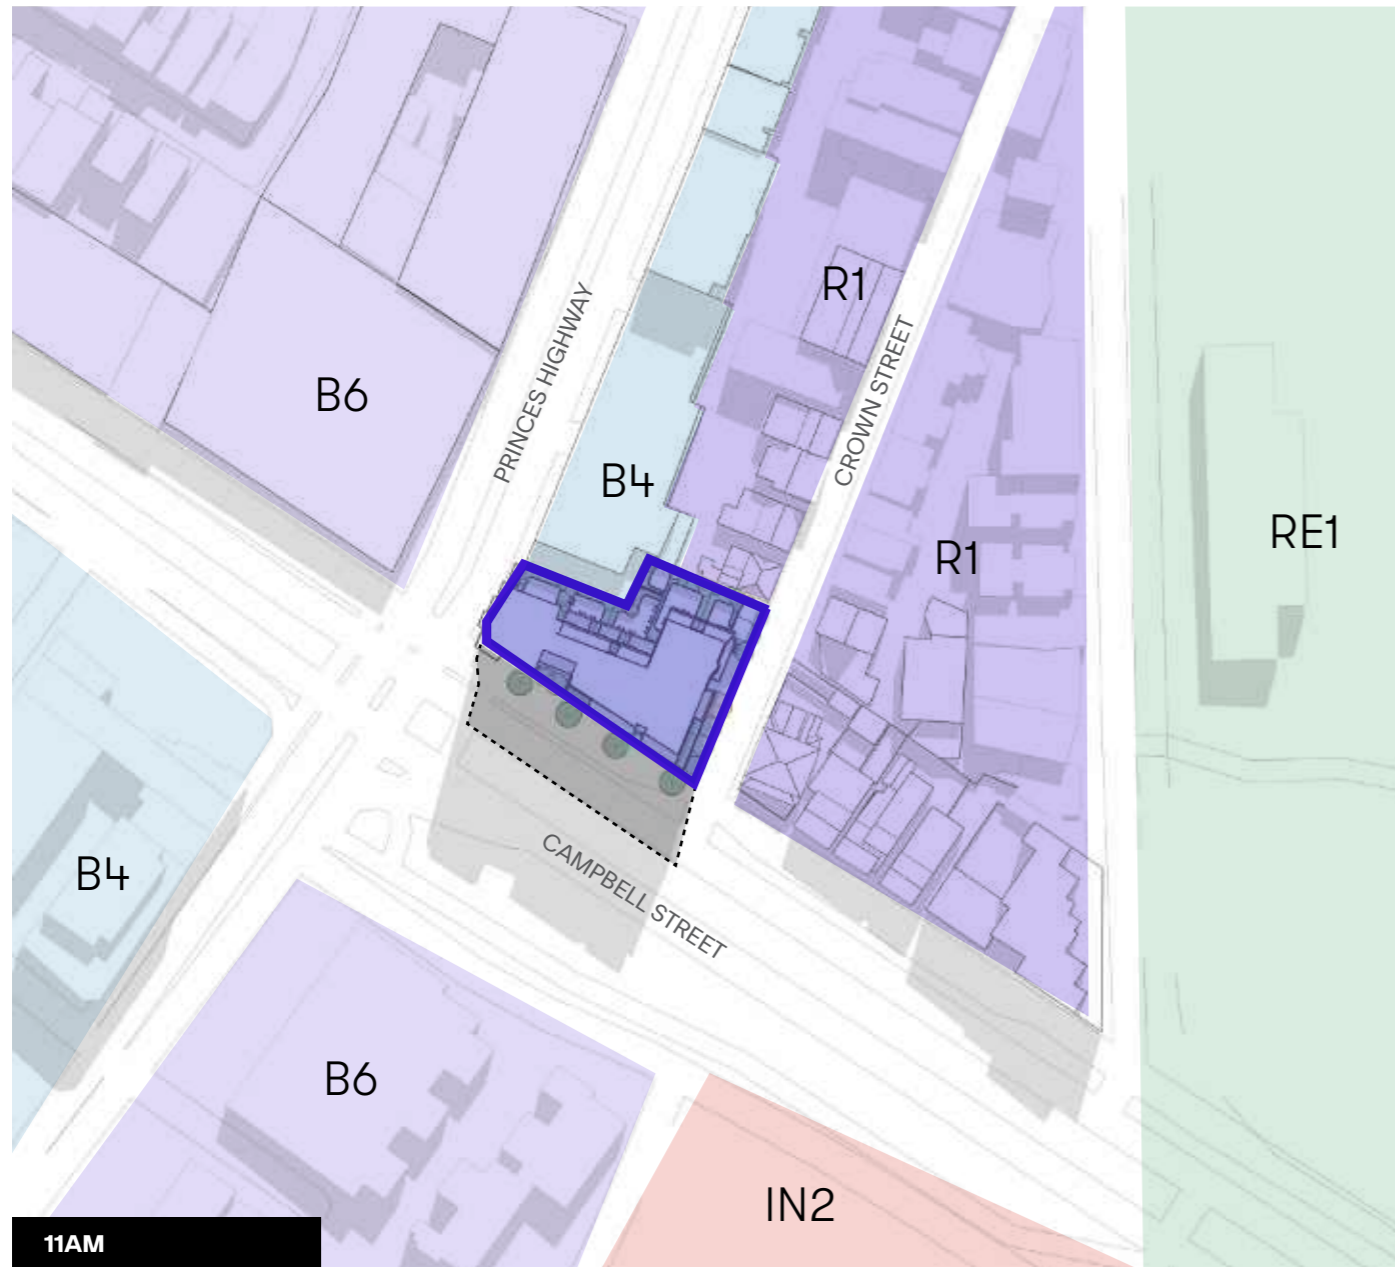 R1
PRINCES HIGHWAY
CROWN STREET
B6
B4
RE1
R1
CAMPBELL STREET
B4
B6
IN2
11AM